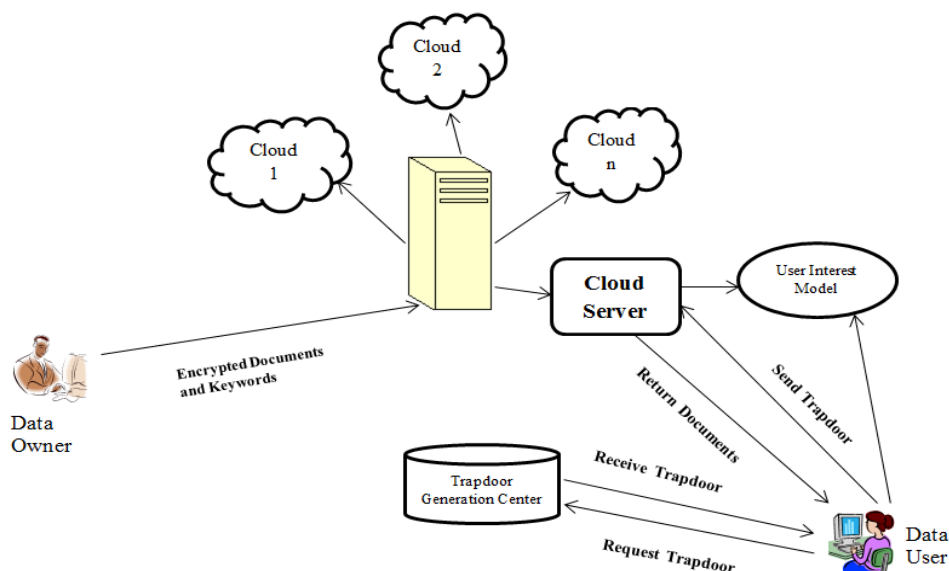 Cloud
2
Cloud
1
Cloud
n
Cloud
Server
User Interest
Model
Encrypted Documents
and Keywords
Data
Owner
Return Documents
Send Trapdoor
Trapdoor
Generation Center
Receive Trapdoor
Request Trapdoor
Data
User